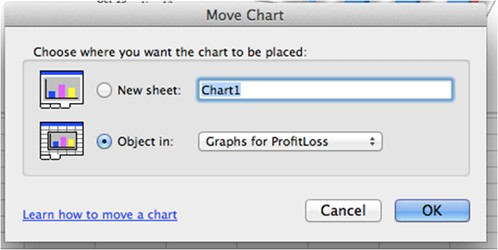 Move Chart
Choose where you want the chart to be placed:
New sheet: Chart1
Object in: Graphs for ProfitLoss
Learn how to move a chart
Cancel
OK